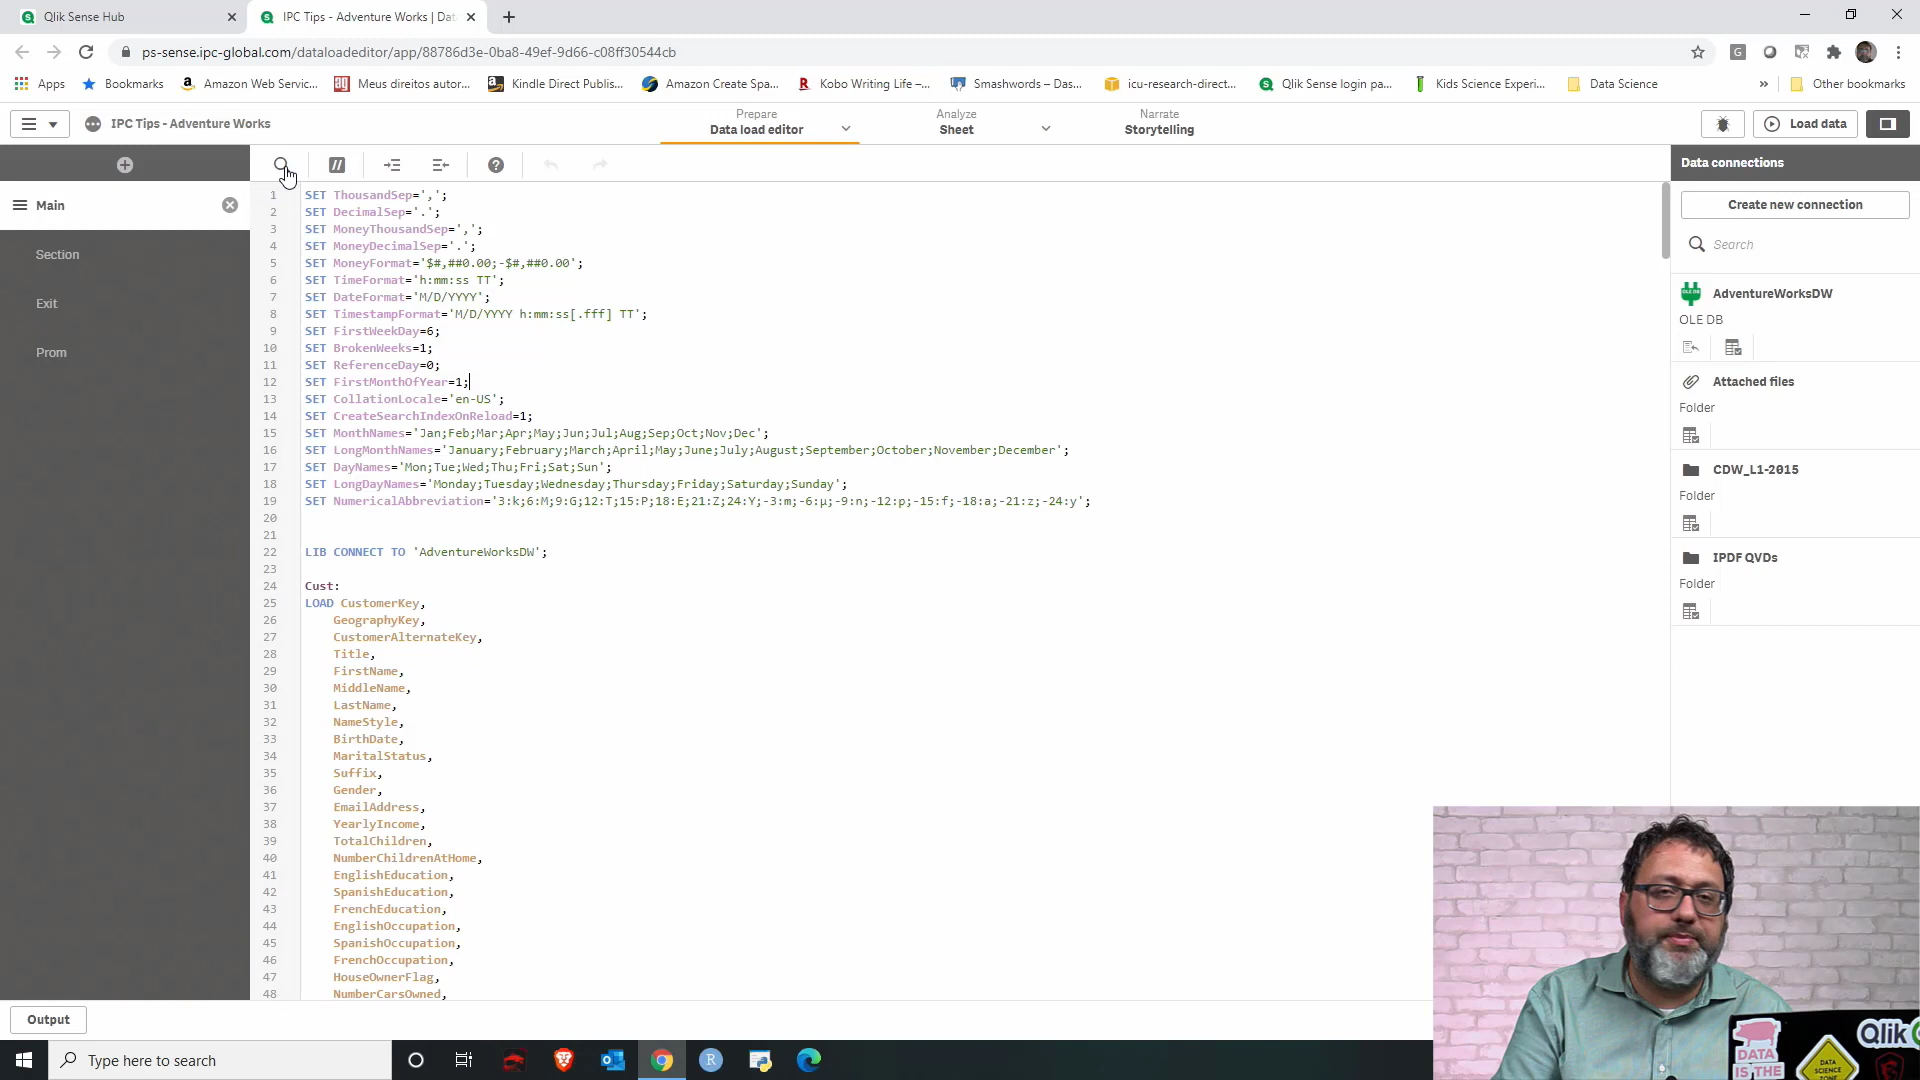 Qlik Sense Hub
IPC Tips - Adventure Works | Dat
ps-sense.ipc-global.com/dataloadeditor/app/88786d3e-0ba8-49ef-9d66-c08ff30544cb
Apps
Bookmarks
Amazon Web Servic...
Meus direitos autor...
Kindle Direct Publis...
Amazon Create Spa...
Kobo Writing Life –...
Smashwords – Das...
icu-research-direct...
Qlik Sense login pa...
Kids Science Experi...
Data Science
Other bookmarks
IPC Tips - Adventure Works
Prepare
Data load editor
Analyze
Sheet
Narrate
Storytelling
Load data
Main
Section
Exit
Prom
1 SET ThousandSep=',';
2 SET DecimalSep='.';
3 SET MoneyThousandSep=',';
4 SET MoneyDecimalSep='.';
5 SET MoneyFormat='$#,##0.00;-$#,##0.00';
6 SET TimeFormat='h:mm:ss TT';
7 SET DateFormat='M/D/YYYY';
8 SET TimestampFormat='M/D/YYYY h:mm:ss[.fff] TT';
9 SET FirstWeekDay=6;
10 SET BrokenWeeks=1;
11 SET ReferenceDay=0;
12 SET FirstMonthOfYear=1;
13 SET CollationLocale='en-US';
14 SET CreateSearchIndexOnReload=1;
15 SET MonthNames='Jan;Feb;Mar;Apr;May;Jun;Jul;Aug;Sep;Oct;Nov;Dec';
16 SET LongMonthNames='January;February;March;April;May;June;July;August;September;October;November;December';
17 SET DayNames='Mon;Tue;Wed;Thu;Fri;Sat;Sun';
18 SET LongDayNames='Monday;Tuesday;Wednesday;Thursday;Friday;Saturday;Sunday';
19 SET NumericalAbbreviation='3:k;6:M;9:G;12:T;15:P;18:E;21:Z;24:Y;-3:m;-6:μ;-9:n;-12:p;-15:f;-18:a;-21:z;-24:y';
20
21
22 LIB CONNECT TO 'AdventureWorksDW';
23
24 Cust:
25 LOAD CustomerKey,
26 GeographyKey,
27 CustomerAlternateKey,
28 Title,
29 FirstName,
30 MiddleName,
31 LastName,
32 NameStyle,
33 BirthDate,
34 MaritalStatus,
35 Suffix,
36 Gender,
37 EmailAddress,
38 YearlyIncome,
39 TotalChildren,
40 NumberChildrenAtHome,
41 EnglishEducation,
42 SpanishEducation,
43 FrenchEducation,
44 EnglishOccupation,
45 SpanishOccupation,
46 FrenchOccupation,
47 HouseOwnerFlag,
48 NumberCarsOwned,
Data connections
Create new connection
Search
AdventureWorksDW
OLE DB
Attached files
Folder
CDW_L1-2015
Folder
IPDF QVDs
Folder
Output
Type here to search
DATA
IS THE
DATA
SCIENCE
ZONE
Qlik